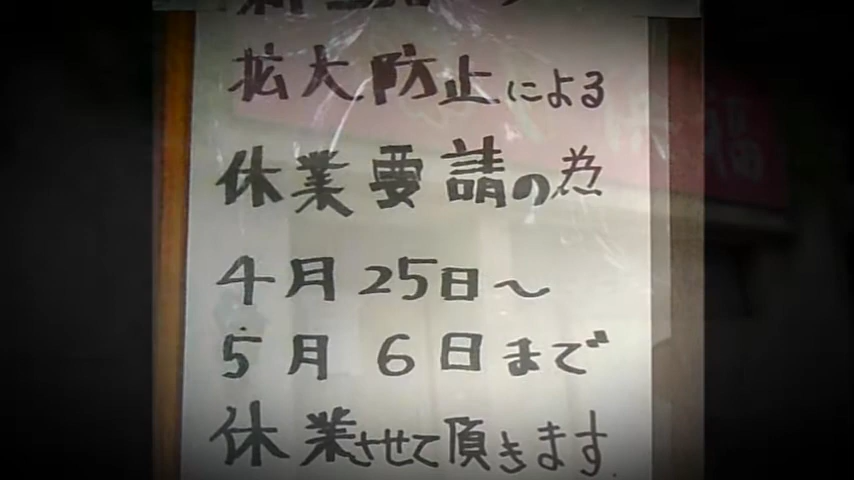 拡大防止による
休業要請の為
4月25日〜
5月6日まで
休業させて頂きます.